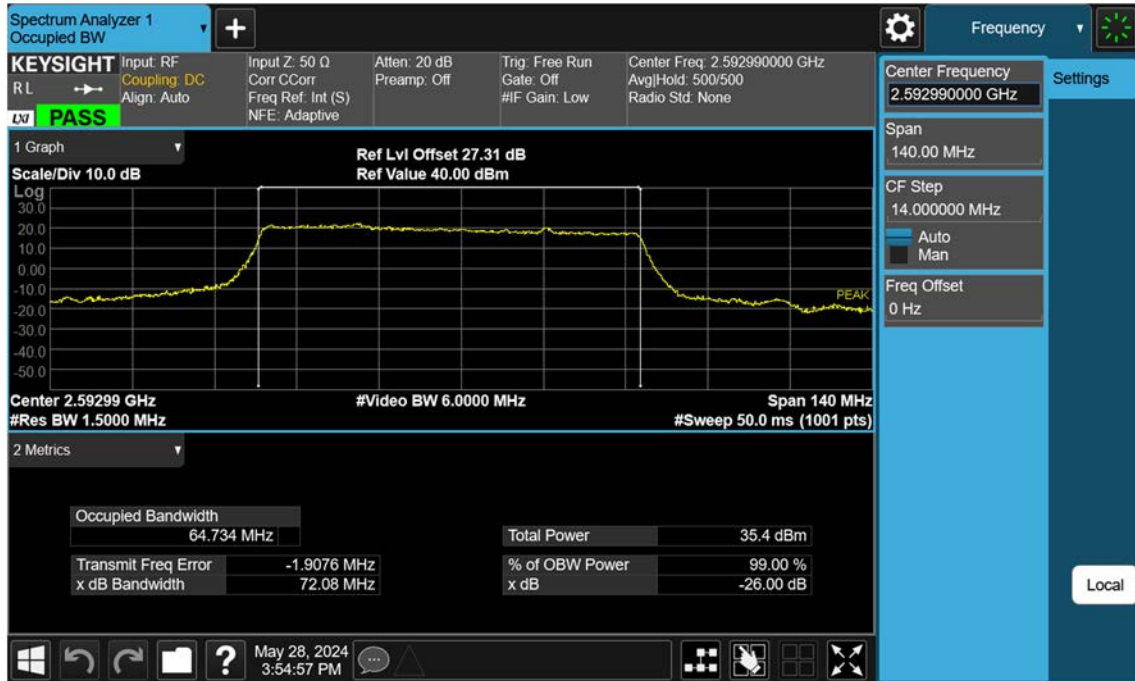 Spectrum Analyzer 1
Occupied BW
+
Frequency
KEYSIGHT
RL
LXI
PASS
Input: RF
Coupling: DC
Align: Auto
Input Z: 50 Ω
Corr CCorr
Freq Ref: Int (S)
NFE: Adaptive
Atten: 20 dB
Preamp: Off
Trig: Free Run
Gate: Off
#IF Gain: Low
Center Freq: 2.592990000 GHz
Avg|Hold: 500/500
Radio Std: None
Center Frequency
2.592990000 GHz
Settings
Span
140.00 MHz
CF Step
14.000000 MHz
Auto
Man
Freq Offset
0 Hz
Local
1 Graph
Scale/Div 10.0 dB
Ref Lvl Offset 27.31 dB
Ref Value 40.00 dBm
Log
30.0
20.0
10.0
0.00
-10.0
-20.0
-30.0
-40.0
-50.0
PEAK
Center 2.59299 GHz
#Video BW 6.0000 MHz
Span 140 MHz
#Res BW 1.5000 MHz
#Sweep 50.0 ms (1001 pts)
2 Metrics
Occupied Bandwidth
64.734 MHz
Total Power 35.4 dBm
Transmit Freq Error -1.9076 MHz
% of OBW Power 99.00 %
x dB Bandwidth 72.08 MHz
x dB -26.00 dB
?
May 28, 2024
3:54:57 PM